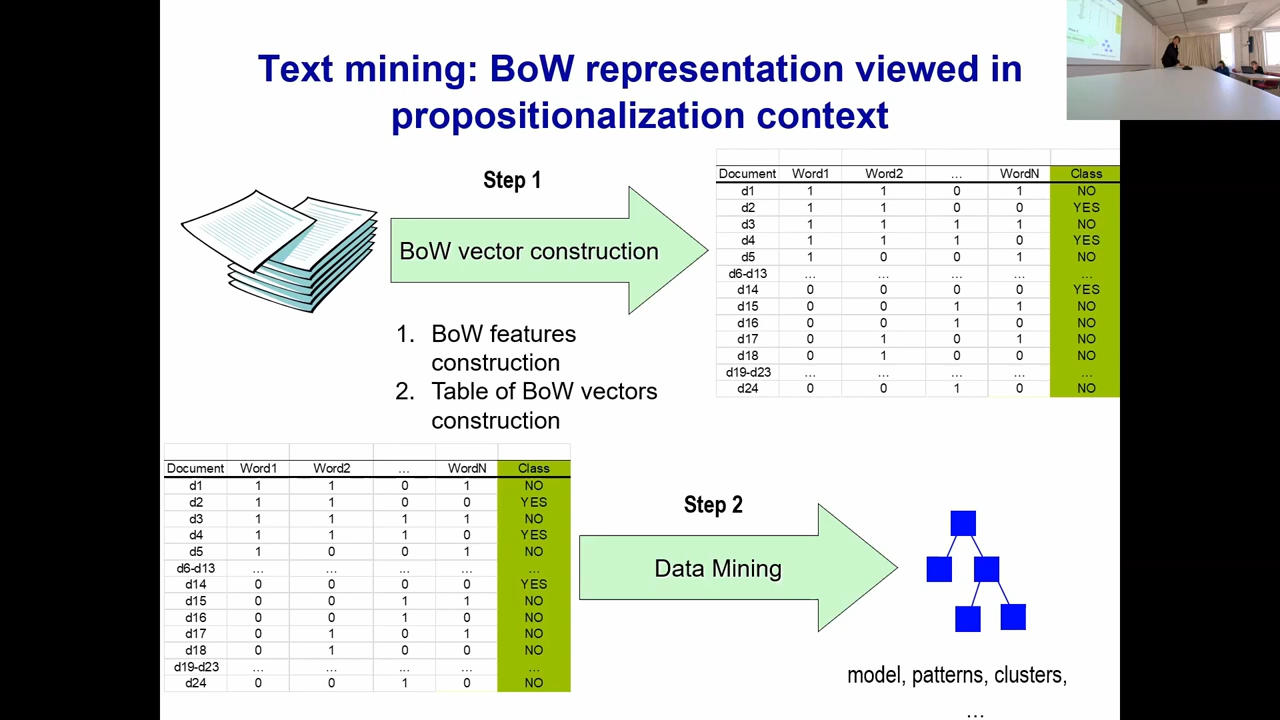 Text mining: BoW representation viewed in
propositionalization context
Step 1
BoW vector construction
1. BoW features
construction
2. Table of BoW vectors
construction
Document Word1 Word2 ... WordN Class
d1 1 1 0 1 NO
d2 1 1 0 0 YES
d3 1 1 1 1 NO
d4 1 1 1 0 YES
d5 1 0 0 1 NO
d6-d13 ... ... ... ... ...
d14 0 0 0 0 YES
d15 0 0 1 1 NO
d16 0 0 1 0 NO
d17 0 1 0 1 NO
d18 0 1 0 0 NO
d19-d23 ... ... ... ... ...
d24 0 0 1 0 NO
Document Word1 Word2 ... WordN Class
d1 1 1 0 1 NO
d2 1 1 0 0 YES
d3 1 1 1 1 NO
d4 1 1 1 0 YES
d5 1 0 0 1 NO
d6-d13 ... ... ... ... ...
d14 0 0 0 0 YES
d15 0 0 1 1 NO
d16 0 0 1 0 NO
d17 0 1 0 1 NO
d18 0 1 0 0 NO
d19-d23 ... ... ... ... ...
d24 0 0 1 0 NO
Step 2
Data Mining
model, patterns, clusters,
...